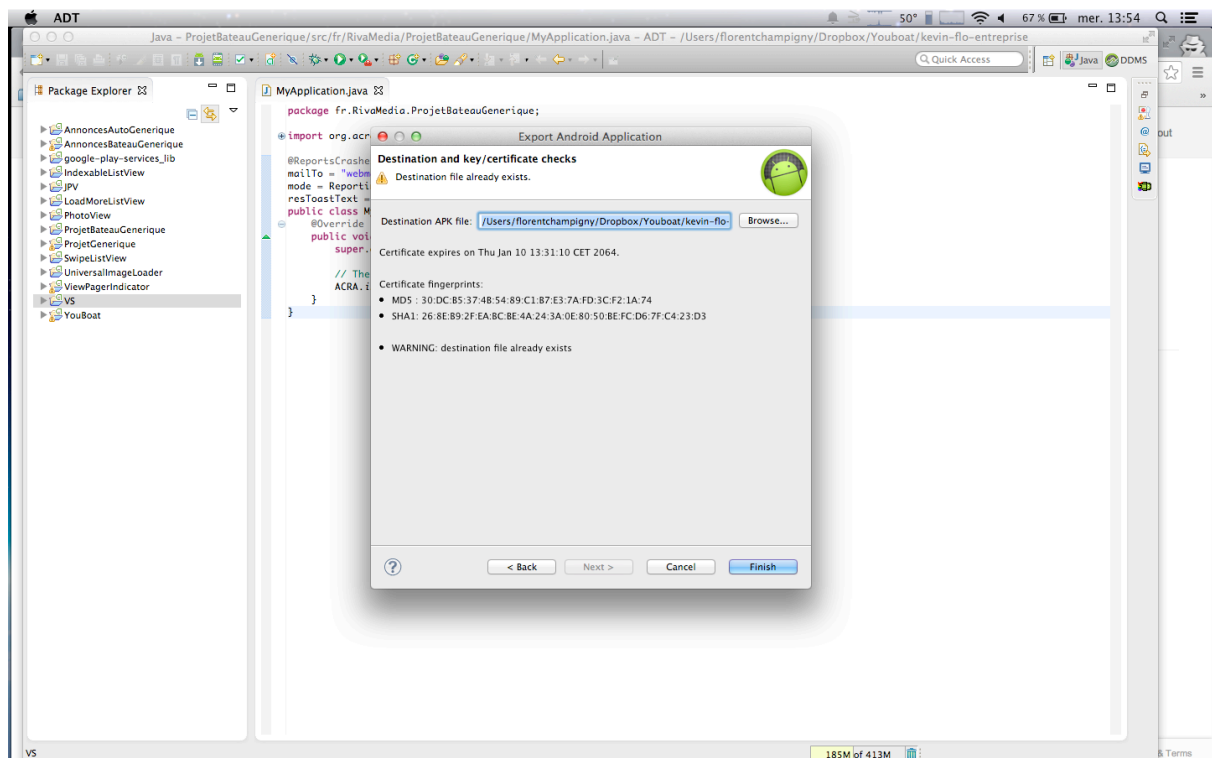 ADT
50°
67 %
mer. 13:54
Java – ProjetBateauGenerique/src/fr/RivaMedia/ProjetBateauGenerique/MyApplication.java – ADT – /Users/florentchampigny/Dropbox/Youboat/kevin-flo-entreprise
Quick Access
Java
DDMS
Package Explorer
AnnoncesAutoGenerique
AnnoncesBateauGenerique
google-play-services_lib
IndexableListView
JPV
LoadMoreListView
PhotoView
ProjetBateauGenerique
ProjetGenerique
SwipeListView
UniversalImageLoader
ViewPagerIndicator
VS
YouBoat
MyApplication.java
package fr.RivaMedia.ProjetBateauGenerique;
import org.acr
@ReportsCrashe
mailTo = "webm
mode = Reporti
resToastText =
public class M
@Override
public voi
super.
// The
ACRA.i
}
}
Export Android Application
Destination and key/certificate checks
Destination file already exists.
Destination APK file:
/Users/florentchampigny/Dropbox/Youboat/kevin-flo-
Browse...
Certificate expires on Thu Jan 10 13:31:10 CET 2064.
Certificate fingerprints:
• MD5 : 30:DC:B5:37:4B:54:89:C1:B7:E3:7A:FD:3C:F2:1A:74
• SHA1: 26:8E:B9:2F:EA:BC:BE:4A:24:3A:0E:80:50:BE:FC:D6:7F:C4:23:D3
• WARNING: destination file already exists
?
< Back
Next >
Cancel
Finish
out
VS
185M of 413M
& Terms